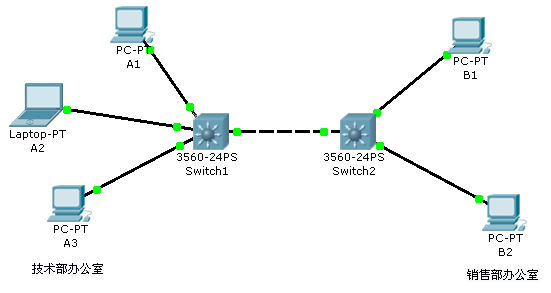 PC-PT
A1
PC-PT
B1
Laptop-PT
A2
3560-24PS
Switch1
3560-24PS
Switch2
PC-PT
A3
PC-PT
B2
技术部办公室
销售部办公室